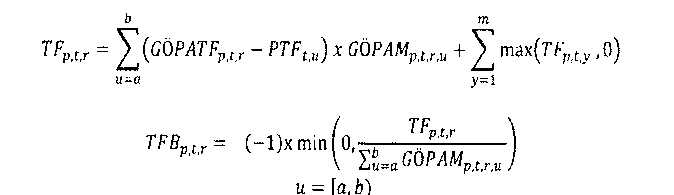 TF_{p,t,r} = \sum_{u=a}^{b} (GÖPATF_{p,t,r} − PTF_{t,u}) x GÖPAM_{p,t,r,u} + \sum_{y=1}^{m} max(TF_{p,t,y}, 0)
TFB_{p,t,r} = (-1)x min(0, \frac{TF_{p,t,r}}{\sum_{u=a}^{b} GÖPAM_{p,t,r,u}})
u = [a, b)